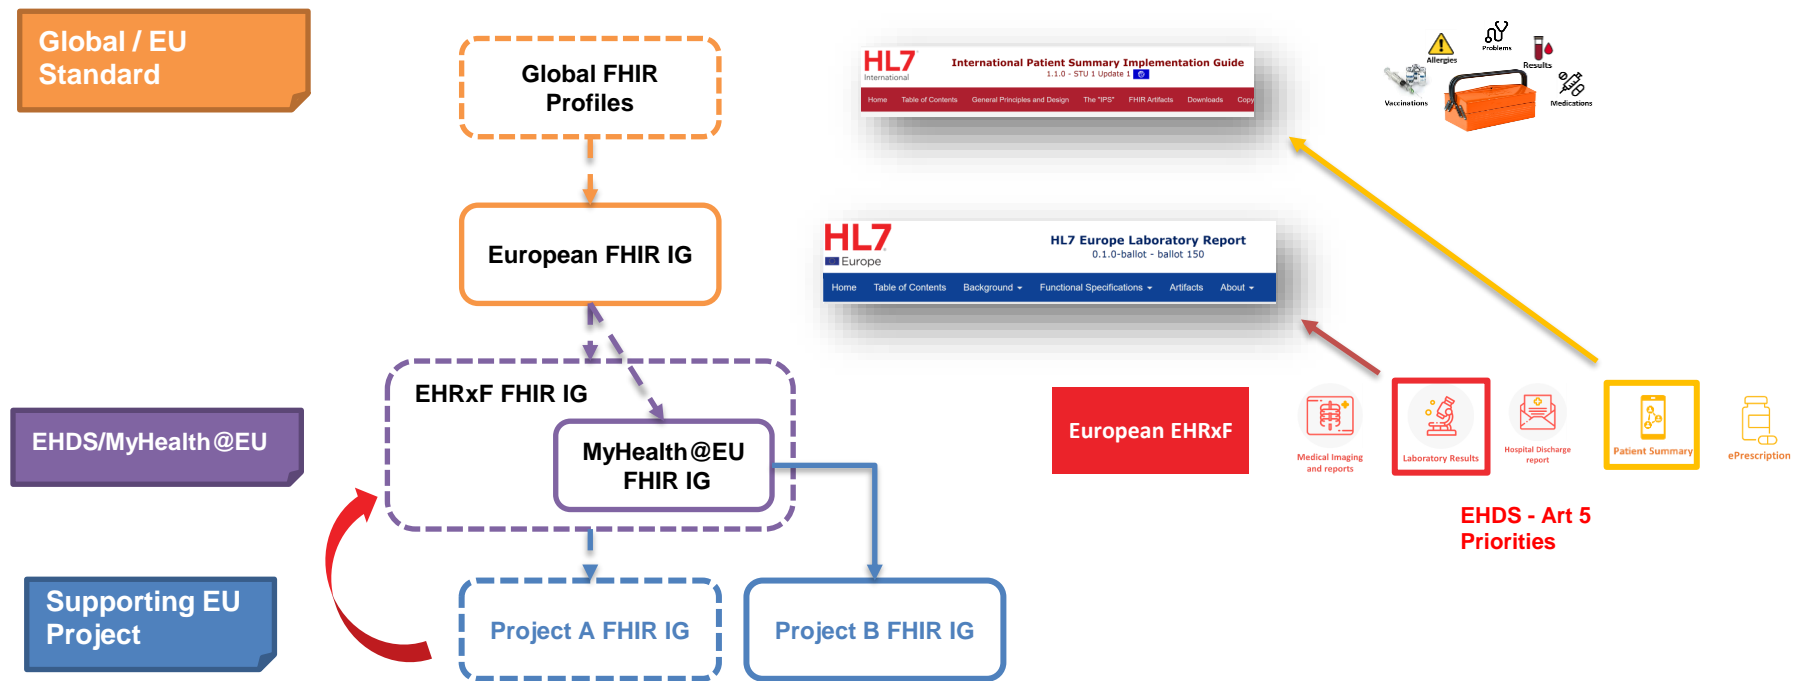 Global / EU
Standard
Global FHIR
Profiles
HL7
International
International Patient Summary Implementation Guide
1.1.0 - STU 1 Update 1
Home Table of Contents General Principles and Design The "IPS" FHIR Artifacts Downloads Copy
Problems
Allergies
Results
Vaccinations
Medications
European FHIR IG
HL7
Europe
HL7 Europe Laboratory Report
0.1.0-ballot - ballot 150
Home Table of Contents Background Functional Specifications Artifacts About
EHDS/MyHealth@EU
EHRxF FHIR IG
MyHealth@EU
FHIR IG
European EHRxF
Medical Imaging
and reports
Laboratory Results
Hospital Discharge
report
Patient Summary
ePrescription
EHDS - Art 5
Priorities
Supporting EU
Project
Project A FHIR IG
Project B FHIR IG